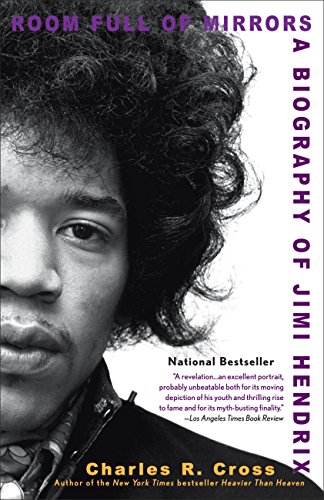 ROOM FULL OF MIRRORS
A BIOGRAPHY OF JIMI HENDRIX
National Bestseller
"A revelation...an excellent portrait,
probably unbeatable both for its moving
depiction of his youth and thrilling rise
to fame and for its myth-busting finality."
—Los Angeles Times Book Review
Charles R. Cross
Author of the New York Times bestseller Heavier Than Heaven